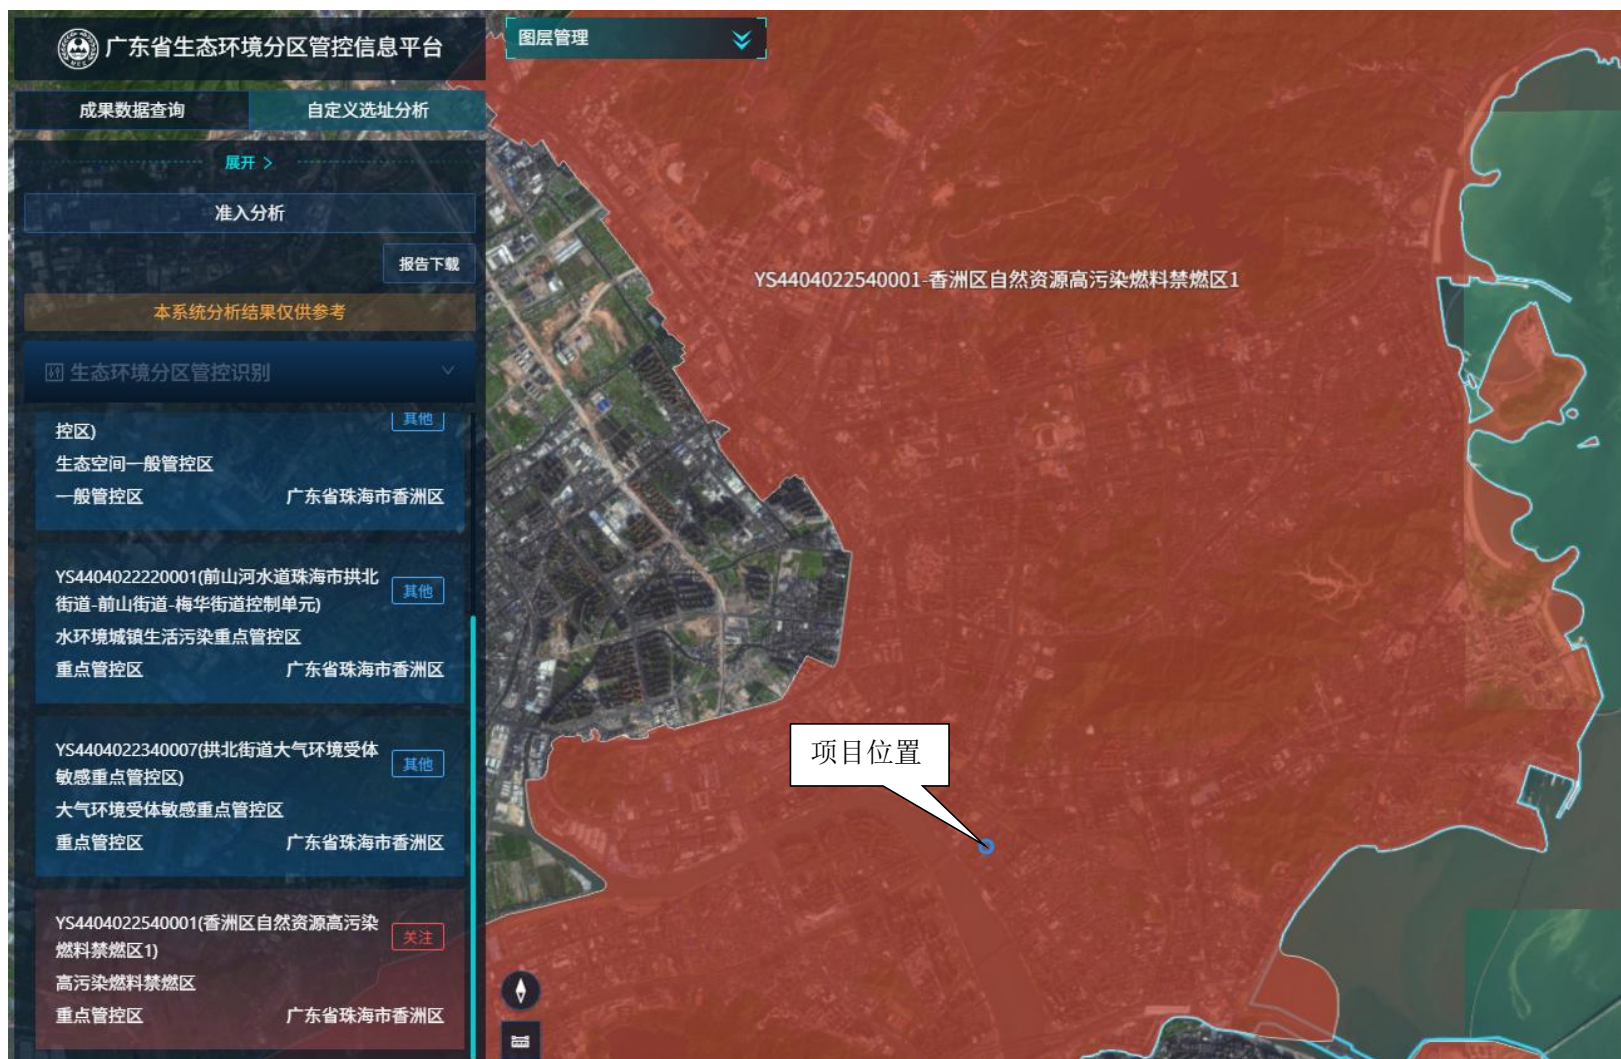 广东省生态环境分区管控信息平台
图层管理
成果数据查询
自定义选址分析
展开 >
准入分析
报告下载
本系统分析结果仅供参考
生态环境分区管控识别
控区)
其他
生态空间一般管控区
一般管控区 广东省珠海市香洲区
YS4404022220001(前山河水道珠海市拱北
街道-前山街道-梅华街道控制单元)
其他
水环境城镇生活污染重点管控区
重点管控区 广东省珠海市香洲区
YS4404022340007(拱北街道大气环境受体
敏感重点管控区)
其他
大气环境受体敏感重点管控区
重点管控区 广东省珠海市香洲区
YS4404022540001(香洲区自然资源高污染
燃料禁燃区1)
关注
高污染燃料禁燃区
重点管控区 广东省珠海市香洲区
YS4404022540001-香洲区自然资源高污染燃料禁燃区1
项目位置